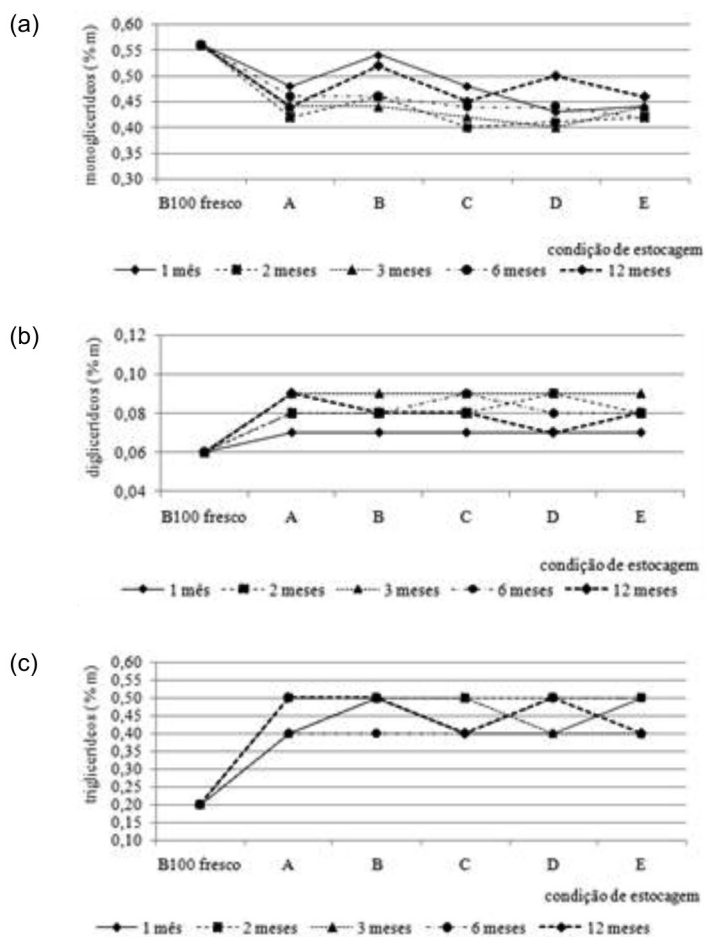 (a)
monoglicerídeos (% m)
0,60
0,55
0,50
0,45
0,40
0,35
0,30
B100 fresco A B C D E
condição de estocagem
1 mês 2 meses 3 meses 6 meses 12 meses
(b)
diglicerídeos (% m)
0,12
0,10
0,08
0,06
0,04
B100 fresco A B C D E
condição de estocagem
1 mês 2 meses 3 meses 6 meses 12 meses
(c)
triglicerídeos (% m)
0,60
0,55
0,50
0,45
0,40
0,35
0,30
0,25
0,20
0,15
0,10
B100 fresco A B C D E
condição de estocagem
1 mês 2 meses 3 meses 6 meses 12 meses